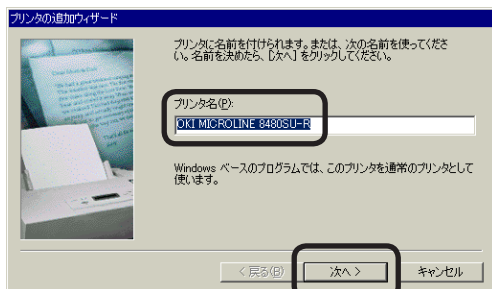 プリンタの追加ウィザード
プリンタに名前を付けられます。または、次の名前を使ってくださ
い。名前を決めたら、[次へ] をクリックしてください。
プリンタ名(P):
OKI MICROLINE 8480SU-R
Windows ベースのプログラムでは、このプリンタを通常のプリンタとして
使います。
< 戻る(B)
次へ >
キャンセル